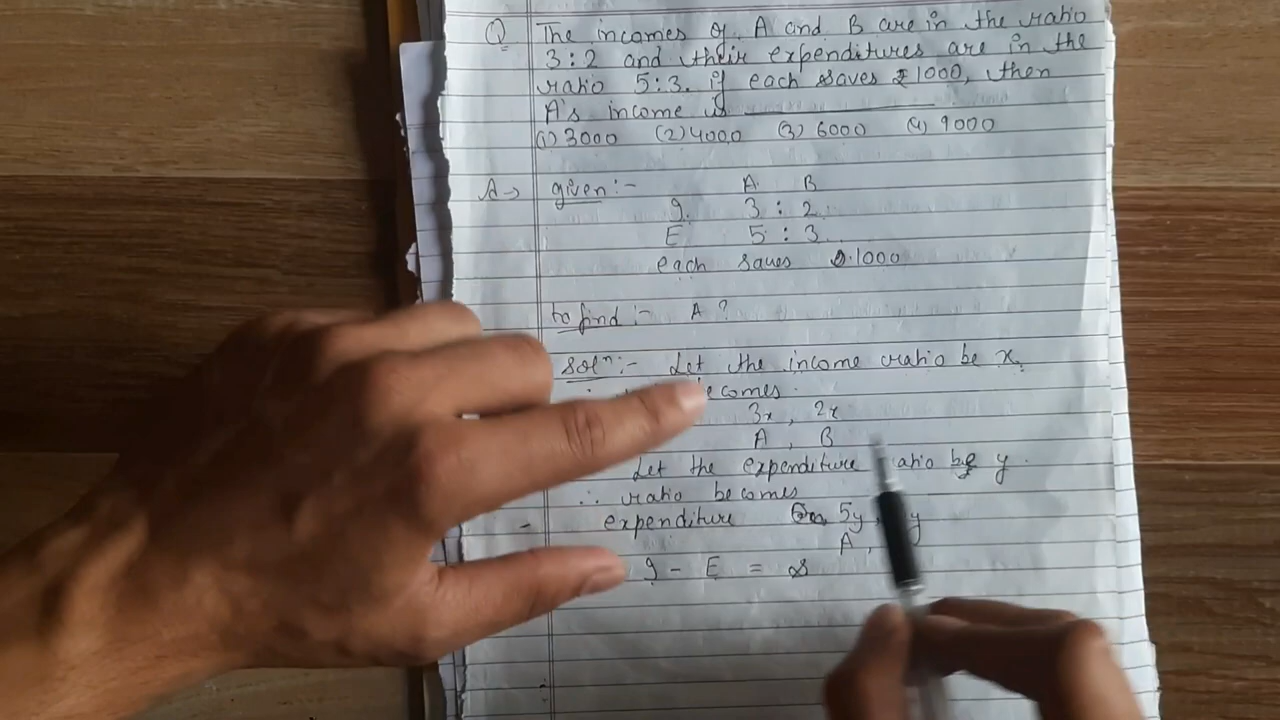 Q The incomes of A and B are in the ratio
3:2 and their expenditures are in the
ratio 5:3. if each saves ₹1000, then
A's income is ________
(1) 3000 (2) 4000 (3) 6000 (4) 9000
A→ given:- A B
I 3 : 2
E 5 : 3
each saves 1000
to find:- A ?
soln:- Let the income ratio be x,
becomes
3x, 2x
A, B
Let the expenditure ratio be y.
∴ ratio becomes
expenditure 5y, y
A,
I - E = S